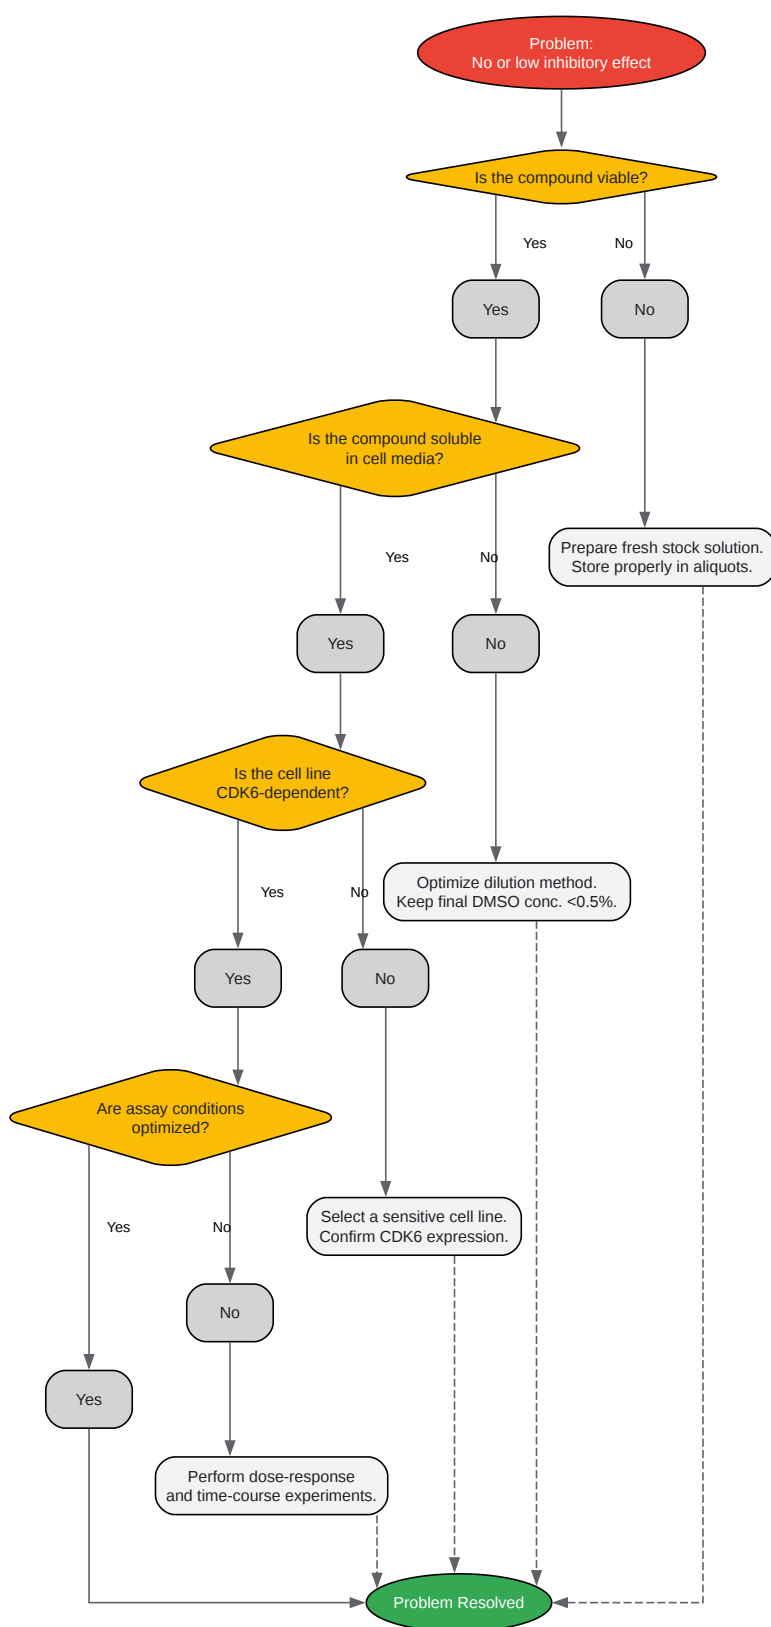 Problem:
No or low inhibitory effect
Is the compound viable?
Yes
No
Yes
No
Is the compound soluble
in cell media?
Yes
No
Prepare fresh stock solution.
Store properly in aliquots.
Yes
No
Is the cell line
CDK6-dependent?
Yes
No
Optimize dilution method.
Keep final DMSO conc. <0.5%.
Yes
No
Are assay conditions
optimized?
Yes
No
Select a sensitive cell line.
Confirm CDK6 expression.
No
Yes
Perform dose-response
and time-course experiments.
Problem Resolved